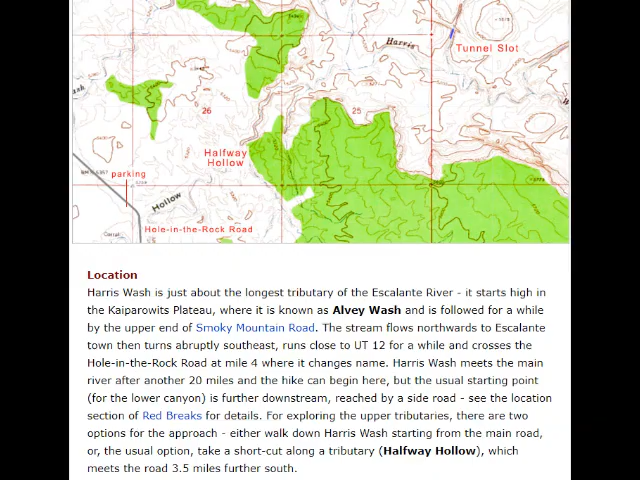 Harris
Tunnel Slot
26
25
Halfway
Hollow
parking
Hollow
Hole-in-the-Rock Road
Corral
Location
Harris Wash is just about the longest tributary of the Escalante River - it starts high in
the Kaiparowits Plateau, where it is known as Alvey Wash and is followed for a while
by the upper end of Smoky Mountain Road. The stream flows northwards to Escalante
town then turns abruptly southeast, runs close to UT 12 for a while and crosses the
Hole-in-the-Rock Road at mile 4 where it changes name. Harris Wash meets the main
river after another 20 miles and the hike can begin here, but the usual starting point
(for the lower canyon) is further downstream, reached by a side road - see the location
section of Red Breaks for details. For exploring the upper tributaries, there are two
options for the approach - either walk down Harris Wash starting from the main road,
or, the usual option, take a short-cut along a tributary (Halfway Hollow), which
meets the road 3.5 miles further south.